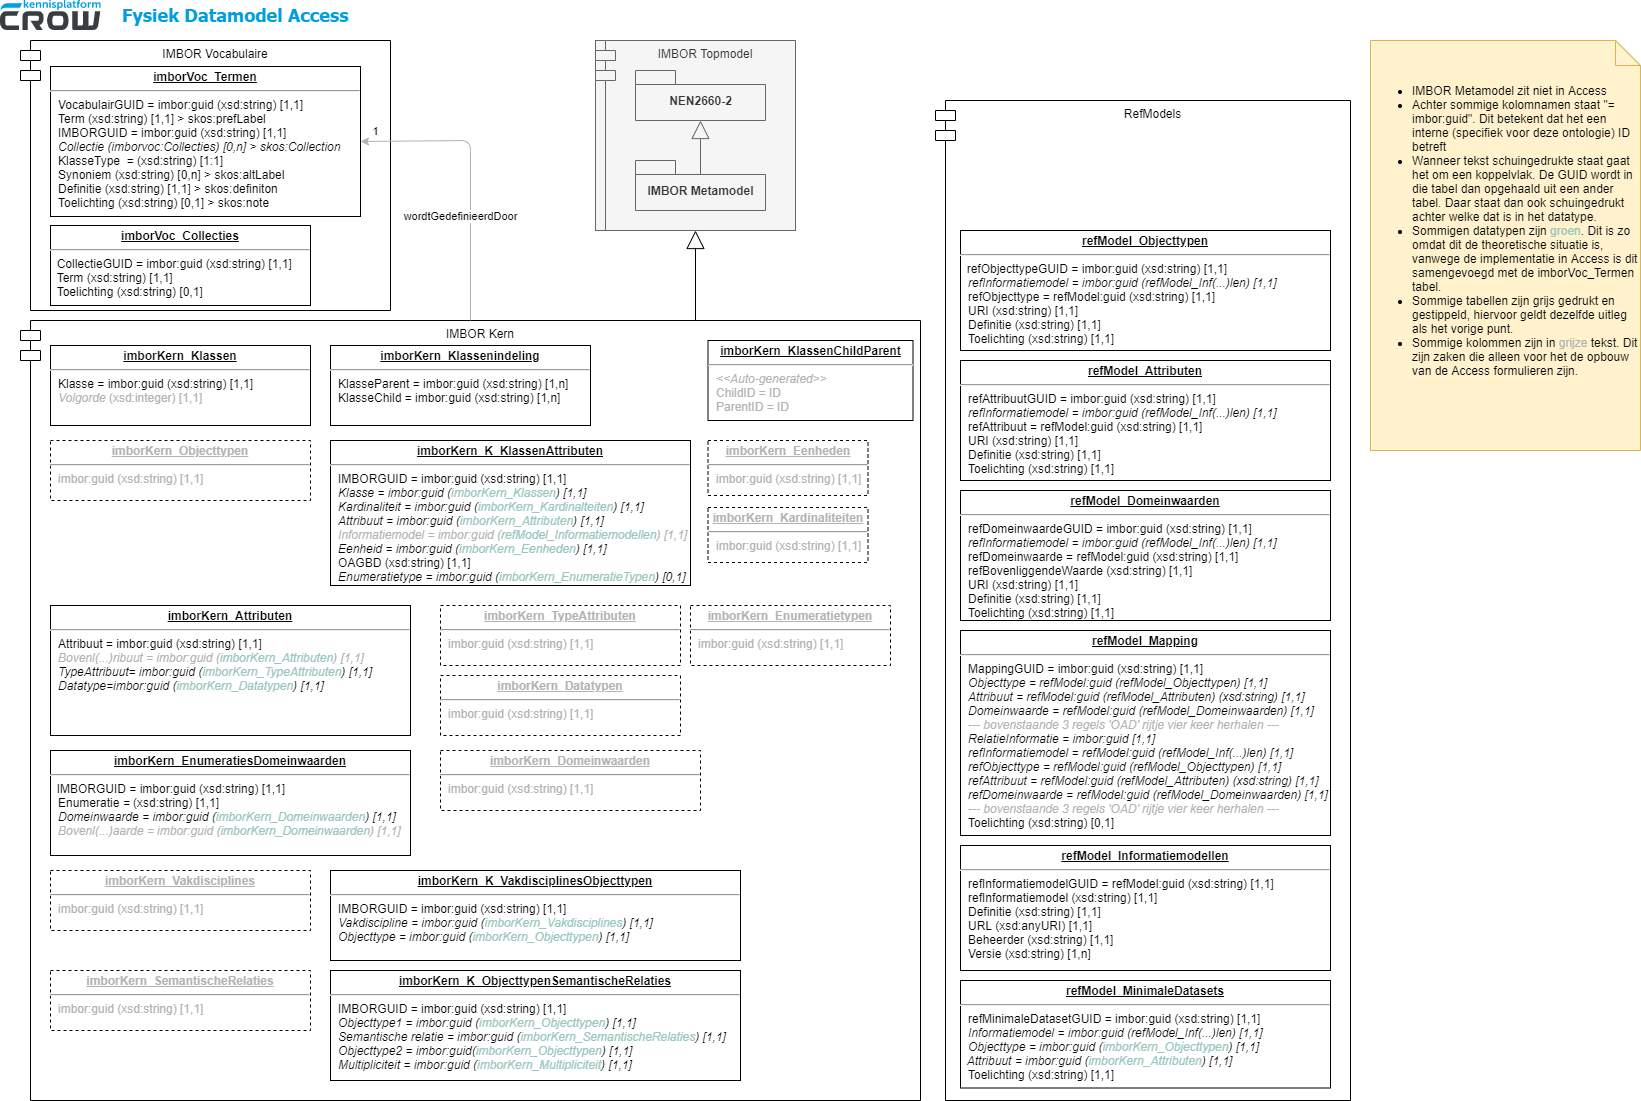 kennisplatform
CROW
Fysiek Datamodel Access
IMBOR Vocabulaire
imborVoc_Termen
VocabulairGUID = imbor:guid (xsd:string) [1,1]
Term (xsd:string) [1,1] > skos:prefLabel
IMBORGUID = imbor:guid (xsd:string) [1,1]
Collectie (imborvoc:Collecties) [0,n] > skos:Collection
KlasseType  = (xsd:string) [1:1]
Synoniem (xsd:string) [0,n] > skos:altLabel
Definitie (xsd:string) [1,1] > skos:definiton
Toelichting (xsd:string) [0,1] > skos:note
imborVoc_Collecties
CollectieGUID = imbor:guid (xsd:string) [1,1]
Term (xsd:string) [1,1]
Toelichting (xsd:string) [0,1]
1
wordtGedefinieerdDoor
IMBOR Topmodel
NEN2660-2
IMBOR Metamodel
IMBOR Kern
imborKern_Klassen
Klasse = imbor:guid (xsd:string) [1,1]
Volgorde (xsd:integer) [1,1]
imborKern_Klassenindeling
KlasseParent = imbor:guid (xsd:string) [1,n]
KlasseChild = imbor:guid (xsd:string) [1,n]
imborKern_KlassenChildParent
<<Auto-generated>>
ChildID = ID
ParentID = ID
imborKern_Objecttypen
imbor:guid (xsd:string) [1,1]
imborKern_K_KlassenAttributen
IMBORGUID = imbor:guid (xsd:string) [1,1]
Klasse = imbor:guid (imborKern_Klassen) [1,1]
Kardinaliteit = imbor:guid (imborKern_Kardinalteiten) [1,1]
Attribuut = imbor:guid (imborKern_Attributen) [1,1]
Informatiemodel = imbor:guid (refModel_Informatiemodellen) [1,1]
Eenheid = imbor:guid (imborKern_Eenheden) [1,1]
OAGBD (xsd:string) [1,1]
Enumeratietype = imbor:guid (imborKern_EnumeratieTypen) [0,1]
imborKern_Eenheden
imbor:guid (xsd:string) [1,1]
imborKern_Kardinaliteiten
imbor:guid (xsd:string) [1,1]
imborKern_Attributen
Attribuut = imbor:guid (xsd:string) [1,1]
Bovenl(...)ribuut = imbor:guid (imborKern_Attributen) [1,1]
TypeAttribuut= imbor:guid (imborKern_TypeAttributen) [1,1]
Datatype=imbor:guid (imborKern_Datatypen) [1,1]
imborKern_TypeAttributen
imbor:guid (xsd:string) [1,1]
imborKern_Enumeratietypen
imbor:guid (xsd:string) [1,1]
imborKern_Datatypen
imbor:guid (xsd:string) [1,1]
imborKern_EnumeratiesDomeinwaarden
IMBORGUID = imbor:guid (xsd:string) [1,1]
Enumeratie = (xsd:string) [1,1]
Domeinwaarde = imbor:guid (imborKern_Domeinwaarden) [1,1]
Bovenl(...)aarde = imbor:guid (imborKern_Domeinwaarden) [1,1]
imborKern_Domeinwaarden
imbor:guid (xsd:string) [1,1]
imborKern_Vakdisciplines
imbor:guid (xsd:string) [1,1]
imborKern_K_VakdisciplinesObjecttypen
IMBORGUID = imbor:guid (xsd:string) [1,1]
Vakdiscipline = imbor:guid (imborKern_Vakdisciplines) [1,1]
Objecttype = imbor:guid (imborKern_Objecttypen) [1,1]
imborKern_SemantischeRelaties
imbor:guid (xsd:string) [1,1]
imborKern_K_ObjecttypenSemantischeRelaties
IMBORGUID = imbor:guid (xsd:string) [1,1]
Objecttype1 = imbor:guid (imborKern_Objecttypen) [1,1]
Semantische relatie = imbor:guid (imborKern_SemantischeRelaties) [1,1]
Objecttype2 = imbor:guid(imborKern_Objecttypen) [1,1]
Multipliciteit = imbor:guid (imborKern_Multipliciteit) [1,1]
RefModels
refModel_Objecttypen
refObjecttypeGUID = imbor:guid (xsd:string) [1,1]
refInformatiemodel = imbor:guid (refModel_Inf(...)len) [1,1]
refObjecttype = refModel:guid (xsd:string) [1,1]
URI (xsd:string) [1,1]
Definitie (xsd:string) [1,1]
Toelichting (xsd:string) [1,1]
refModel_Attributen
refAttribuutGUID = imbor:guid (xsd:string) [1,1]
refInformatiemodel = imbor:guid (refModel_Inf(...)len) [1,1]
refAttribuut = refModel:guid (xsd:string) [1,1]
URI (xsd:string) [1,1]
Definitie (xsd:string) [1,1]
Toelichting (xsd:string) [1,1]
refModel_Domeinwaarden
refDomeinwaardeGUID = imbor:guid (xsd:string) [1,1]
refInformatiemodel = imbor:guid (refModel_Inf(...)len) [1,1]
refDomeinwaarde = refModel:guid (xsd:string) [1,1]
refBovenliggendeWaarde (xsd:string) [1,1]
URI (xsd:string) [1,1]
Definitie (xsd:string) [1,1]
Toelichting (xsd:string) [1,1]
refModel_Mapping
MappingGUID = imbor:guid (xsd:string) [1,1]
Objecttype = refModel:guid (refModel_Objecttypen) [1,1]
Attribuut = refModel:guid (refModel_Attributen) (xsd:string) [1,1]
Domeinwaarde = refModel:guid (refModel_Domeinwaarden) [1,1]
--- bovenstaande 3 regels 'OAD' rijtje vier keer herhalen ---
RelatieInformatie = imbor:guid [1,1]
refInformatiemodel = refModel:guid (refModel_Inf(...)len) [1,1]
refObjecttype = refModel:guid (refModel_Objecttypen) [1,1]
refAttribuut = refModel:guid (refModel_Attributen) (xsd:string) [1,1]
refDomeinwaarde = refModel:guid (refModel_Domeinwaarden) [1,1]
--- bovenstaande 3 regels 'OAD' rijtje vier keer herhalen ---
Toelichting (xsd:string) [0,1]
refModel_Informatiemodellen
refInformatiemodelGUID = refModel:guid (xsd:string) [1,1]
refInformatiemodel (xsd:string) [1,1]
Definitie (xsd:string) [1,1]
URL (xsd:anyURI) [1,1]
Beheerder (xsd:string) [1,1]
Versie (xsd:string) [1,n]
refModel_MinimaleDatasets
refMinimaleDatasetGUID = imbor:guid (xsd:string) [1,1]
Informatiemodel = imbor:guid (refModel_Inf(...)len) [1,1]
Objecttype = imbor:guid (imborKern_Objecttypen) [1,1]
Attribuut = imbor:guid (imborKern_Attributen) [1,1]
Toelichting (xsd:string) [1,1]
• IMBOR Metamodel zit niet in Access
• Achter sommige kolomnamen staat "=
imbor:guid". Dit betekent dat het een
interne (specifiek voor deze ontologie) ID
betreft
• Wanneer tekst schuingedrukte staat gaat
het om een koppelvlak. De GUID wordt in
die tabel dan opgehaald uit een ander
tabel. Daar staat dan ook schuingedrukt
achter welke dat is in het datatype.
• Sommigen datatypen zijn groen. Dit is zo
omdat dit de theoretische situatie is,
vanwege de implementatie in Access is dit
samengevoegd met de imborVoc_Termen
tabel.
• Sommige tabellen zijn grijs gedrukt en
gestippeld, hiervoor geldt dezelfde uitleg
als het vorige punt.
• Sommige kolommen zijn in grijze tekst. Dit
zijn zaken die alleen voor het de opbouw
van de Access formulieren zijn.